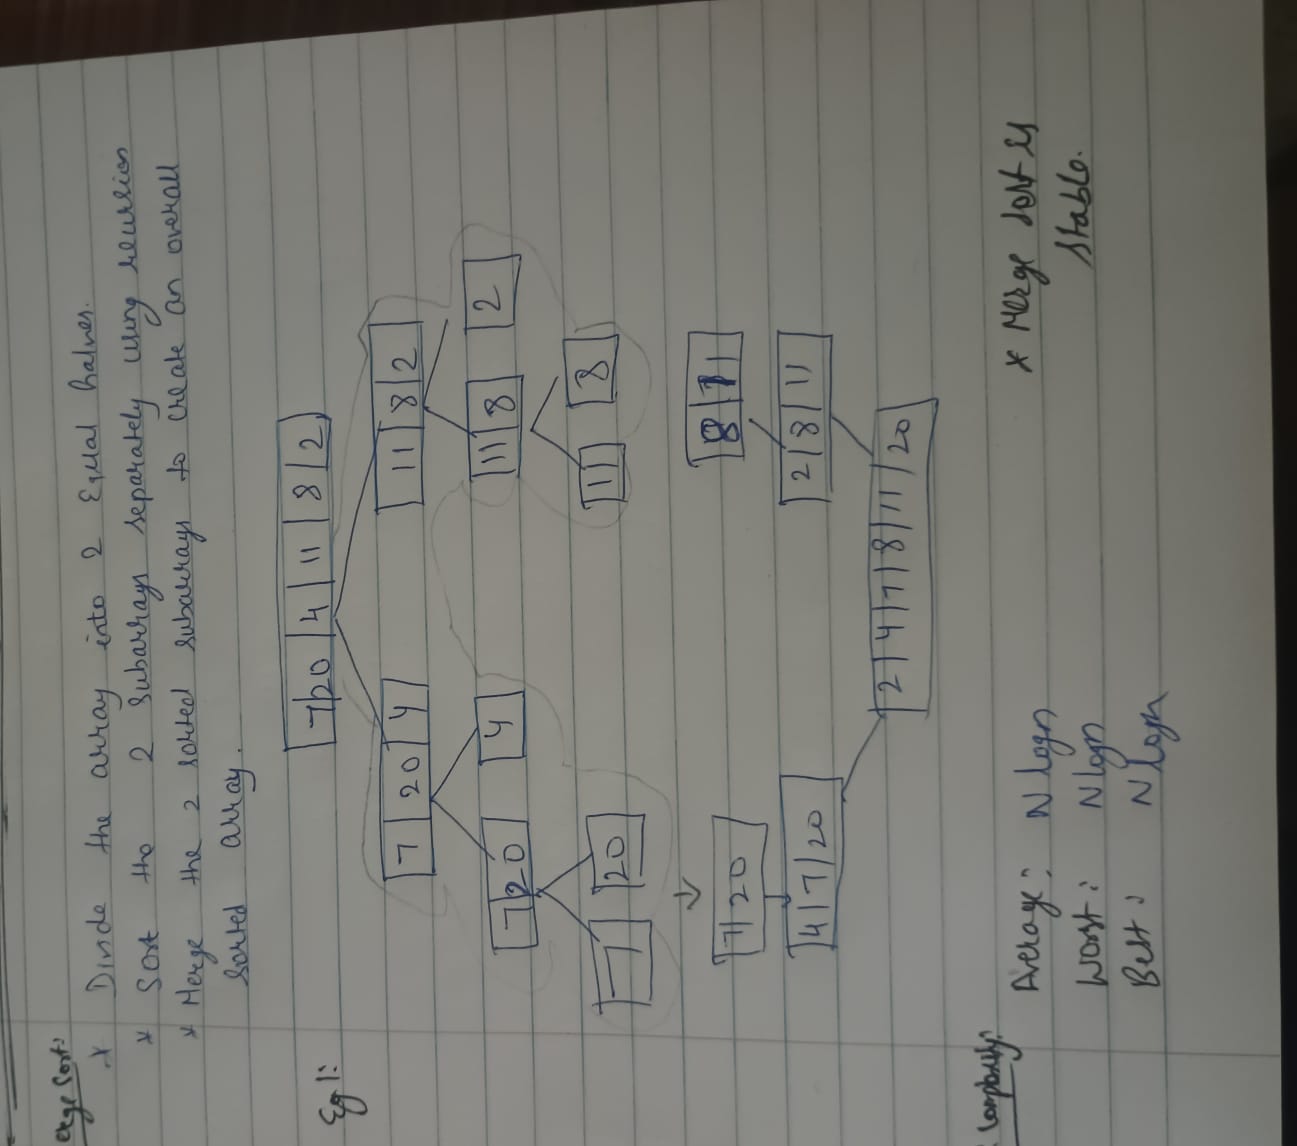 erge Sort:
* Divide the array into 2 Equal halves.
* Sort the 2 subarrays separately using recursion
* Merge the 2 sorted subarrays to create an overall
sorted array.
Eg 1:
7 20 4 11 8 2
7 20 4 11 8 2
7 20 4 11 8 2
7 20 11 8
7 20 8 11
4 7 20 2 8 11
2 4 7 8 11 20
Complexity:
Average: N logn * Merge sort is
Worst: N logn stable.
Best: N logn